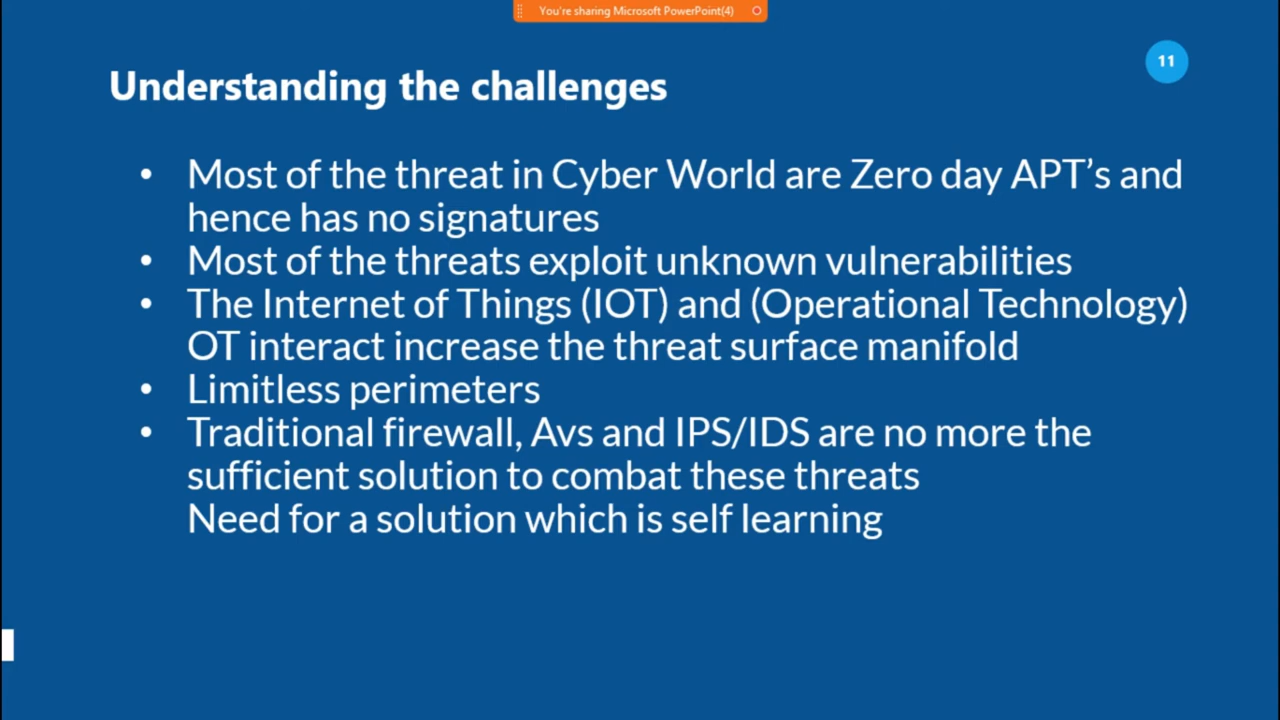 You're sharing Microsoft PowerPoint(4)
11
Understanding the challenges
• Most of the threat in Cyber World are Zero day APT's and
hence has no signatures
• Most of the threats exploit unknown vulnerabilities
• The Internet of Things (IOT) and (Operational Technology)
OT interact increase the threat surface manifold
• Limitless perimeters
• Traditional firewall, Avs and IPS/IDS are no more the
sufficient solution to combat these threats
Need for a solution which is self learning